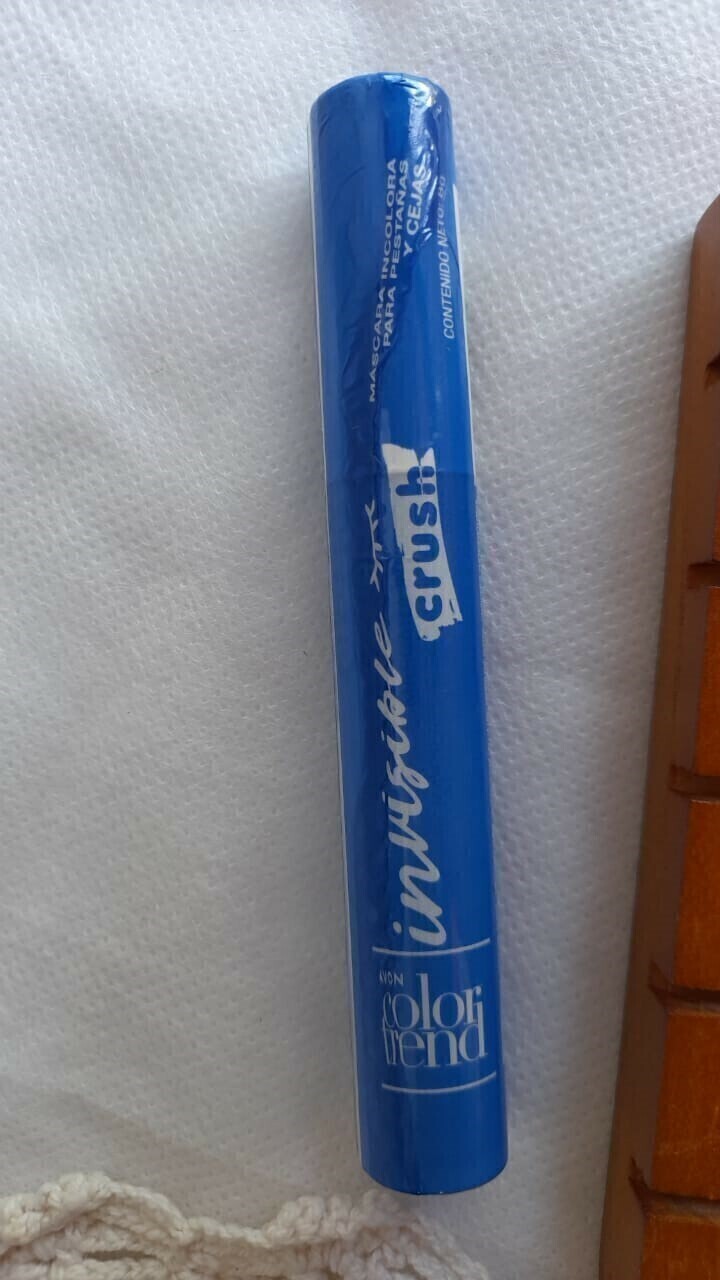 AVON
color
trend
invisible
crush
MÁSCARA INCOLORA
PARA PESTAÑAS
Y CEJAS
CONTENIDO NETO: